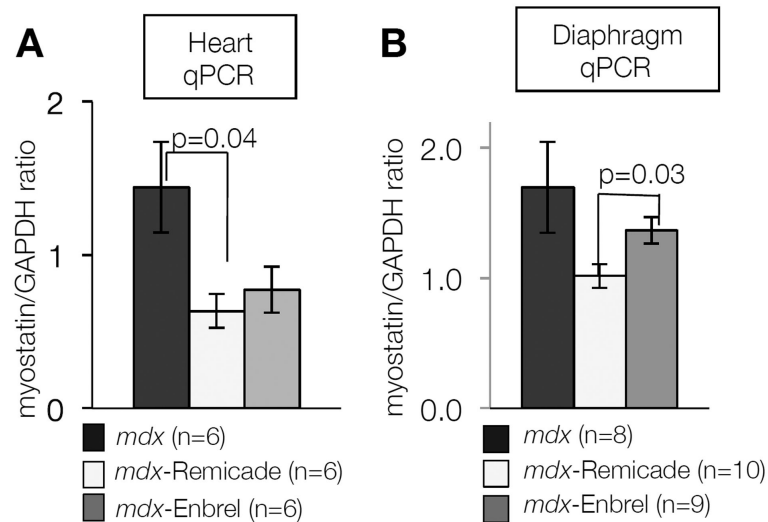 A
Heart
qPCR
myostatin/GAPDH ratio
2
1
0
p=0.04
mdx (n=6)
mdx-Remicade (n=6)
mdx-Enbrel (n=6)
B
Diaphragm
qPCR
myostatin/GAPDH ratio
2.0
1.0
0.0
p=0.03
mdx (n=8)
mdx-Remicade (n=10)
mdx-Enbrel (n=9)